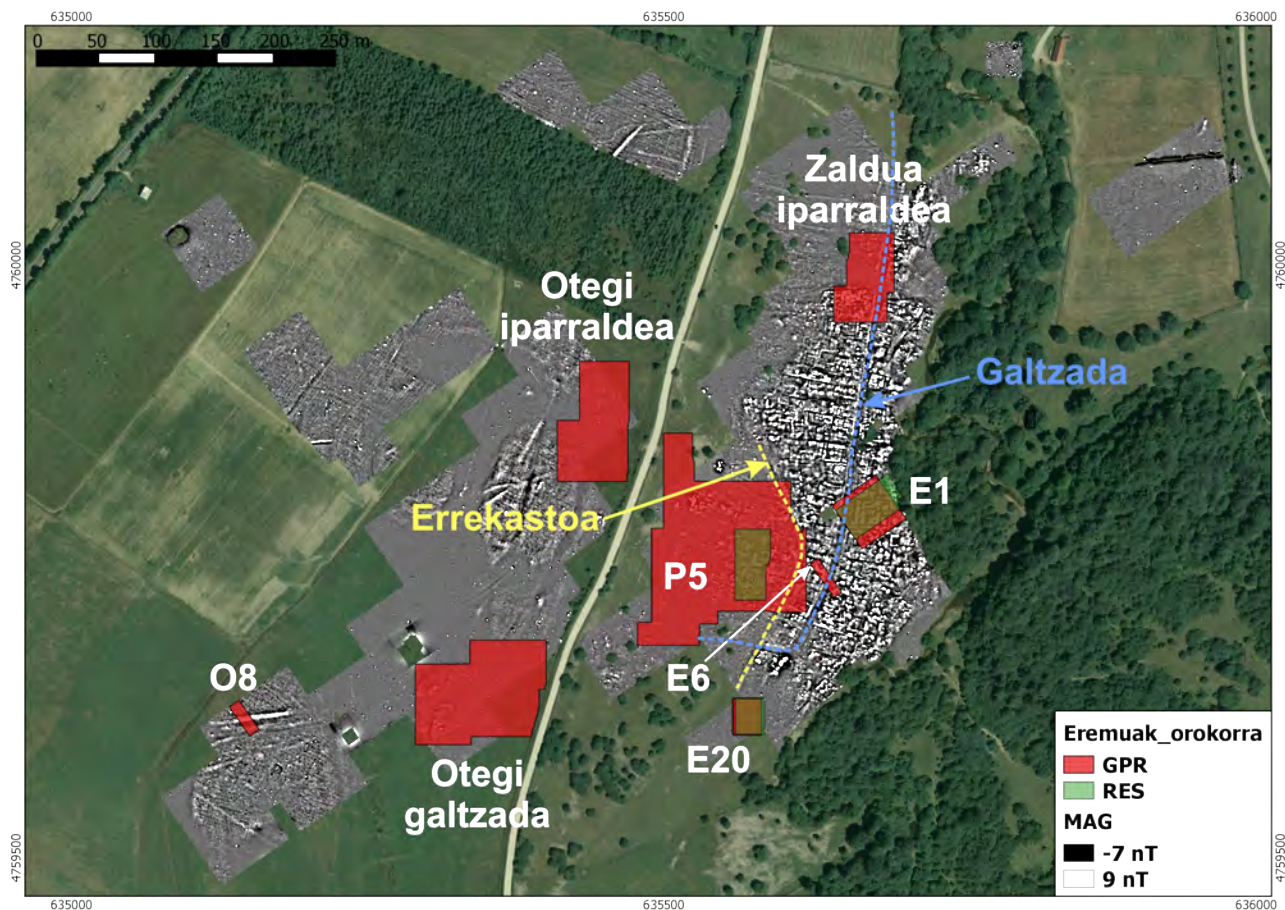 635000
635500
636000
0 50 100 150 200 250 m
Zaldua
iparraldea
4760000
4760000
Otegi
iparraldea
Galtzada
E1
Errekastoa
P5
E6
O8
E20
Otegi
galtzada
Eremuak_orokorra
GPR
RES
MAG
-7 nT
9 nT
4759500
4759500
635000
635500
636000